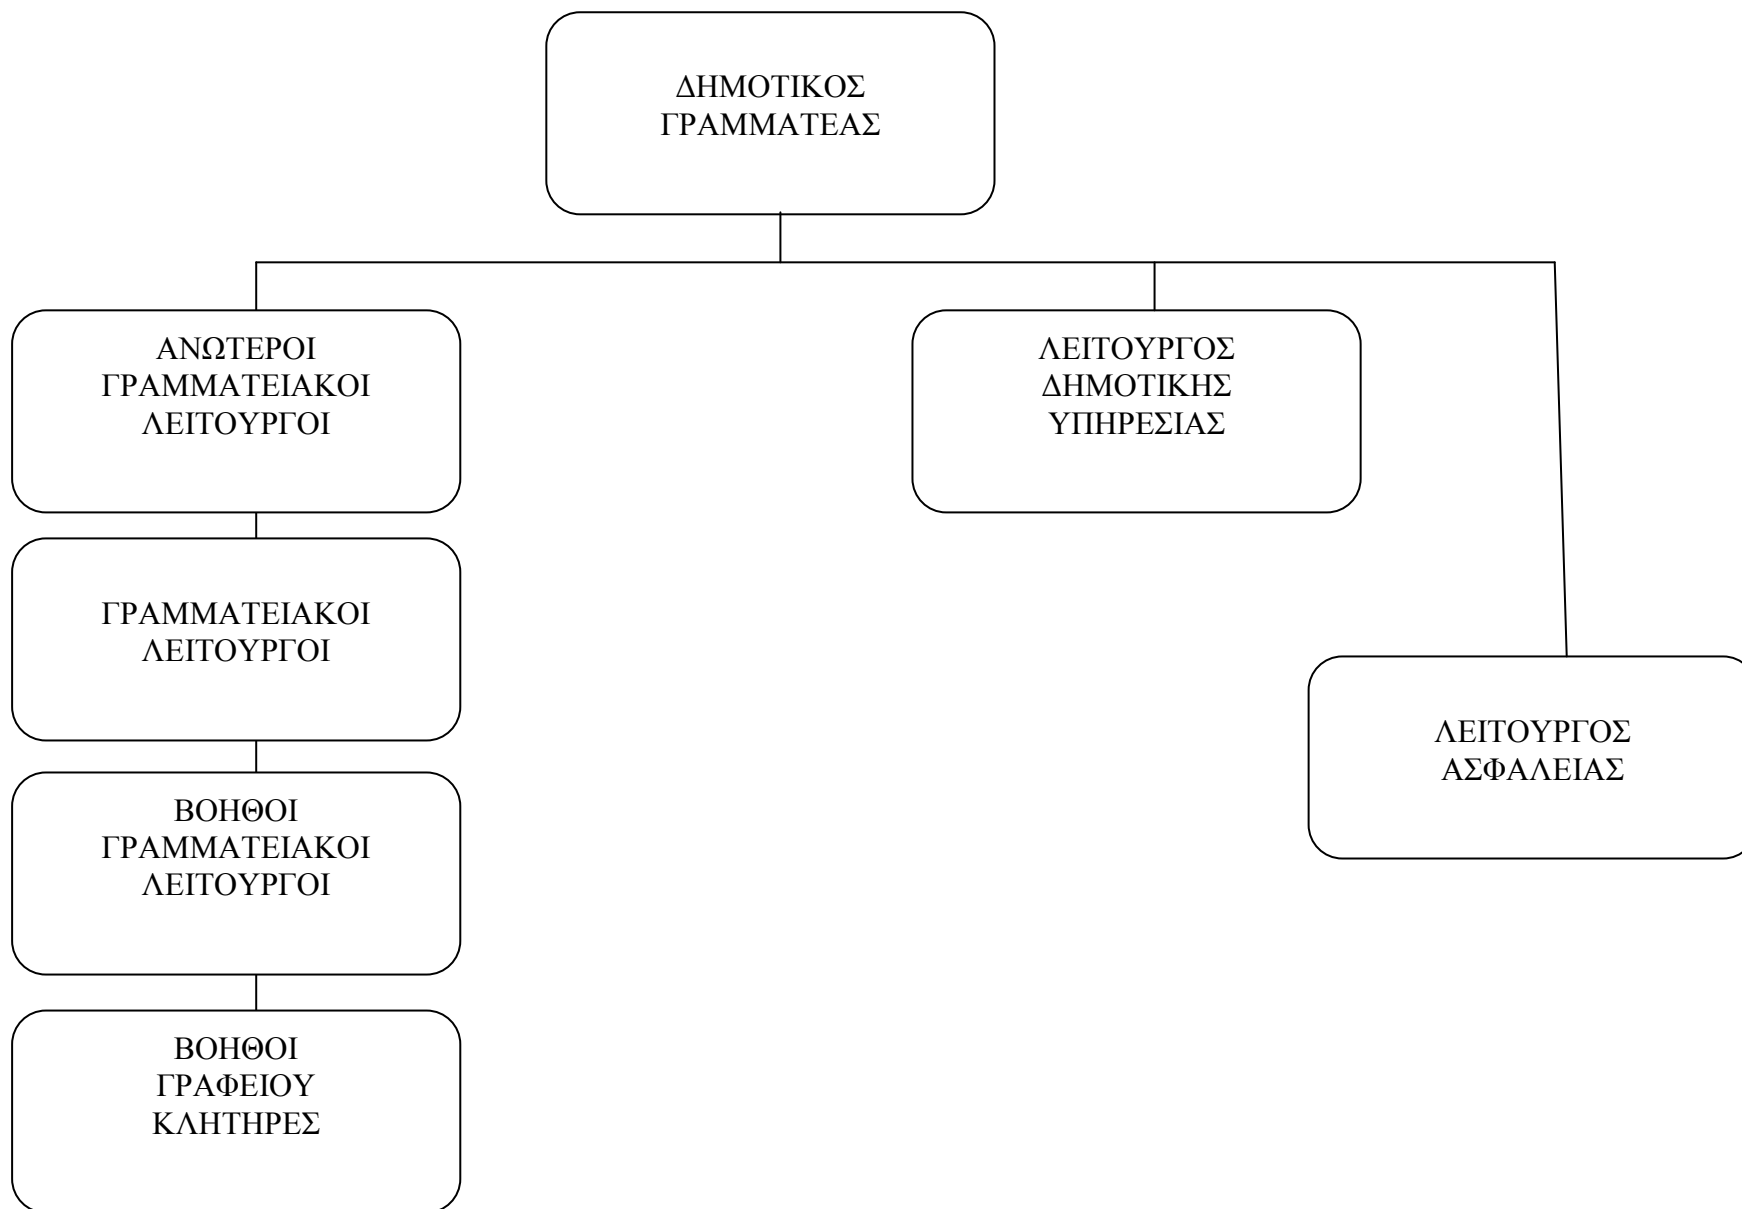 ΔΗΜΟΤΙΚΟΣ
ΓΡΑΜΜΑΤΕΑΣ
ΑΝΩΤΕΡΟΙ
ΓΡΑΜΜΑΤΕΙΑΚΟΙ
ΛΕΙΤΟΥΡΓΟΙ
ΛΕΙΤΟΥΡΓΟΣ
ΔΗΜΟΤΙΚΗΣ
ΥΠΗΡΕΣΙΑΣ
ΓΡΑΜΜΑΤΕΙΑΚΟΙ
ΛΕΙΤΟΥΡΓΟΙ
ΛΕΙΤΟΥΡΓΟΣ
ΑΣΦΑΛΕΙΑΣ
ΒΟΗΘΟΙ
ΓΡΑΜΜΑΤΕΙΑΚΟΙ
ΛΕΙΤΟΥΡΓΟΙ
ΒΟΗΘΟΙ
ΓΡΑΦΕΙΟΥ
ΚΛΗΤΗΡΕΣ